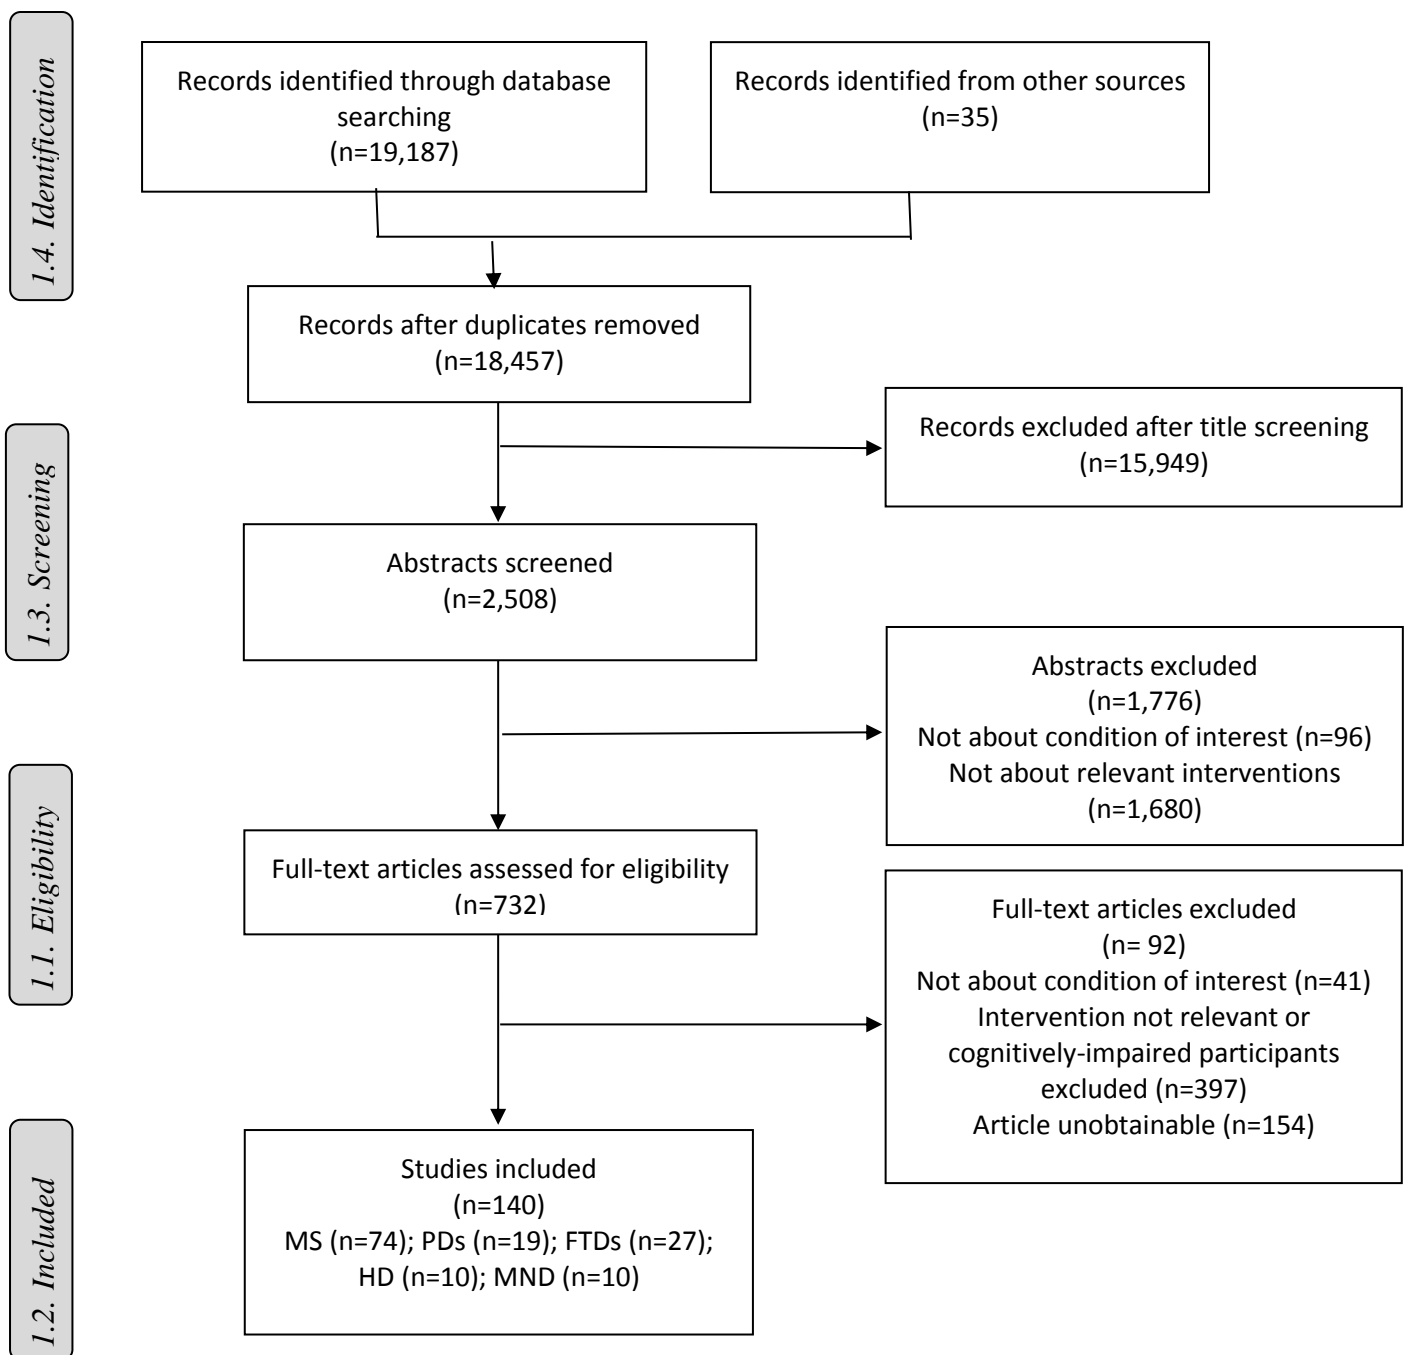 1.4. Identification
Records identified through database
searching
(n=19,187)
Records identified from other sources
(n=35)
Records after duplicates removed
(n=18,457)
Records excluded after title screening
(n=15,949)
1.3. Screening
Abstracts screened
(n=2,508)
Abstracts excluded
(n=1,776)
Not about condition of interest (n=96)
Not about relevant interventions
(n=1,680)
1.1. Eligibility
Full-text articles assessed for eligibility
(n=732)
Full-text articles excluded
(n= 92)
Not about condition of interest (n=41)
Intervention not relevant or
cognitively-impaired participants
excluded (n=397)
Article unobtainable (n=154)
1.2. Included
Studies included
(n=140)
MS (n=74); PDs (n=19); FTDs (n=27);
HD (n=10); MND (n=10)